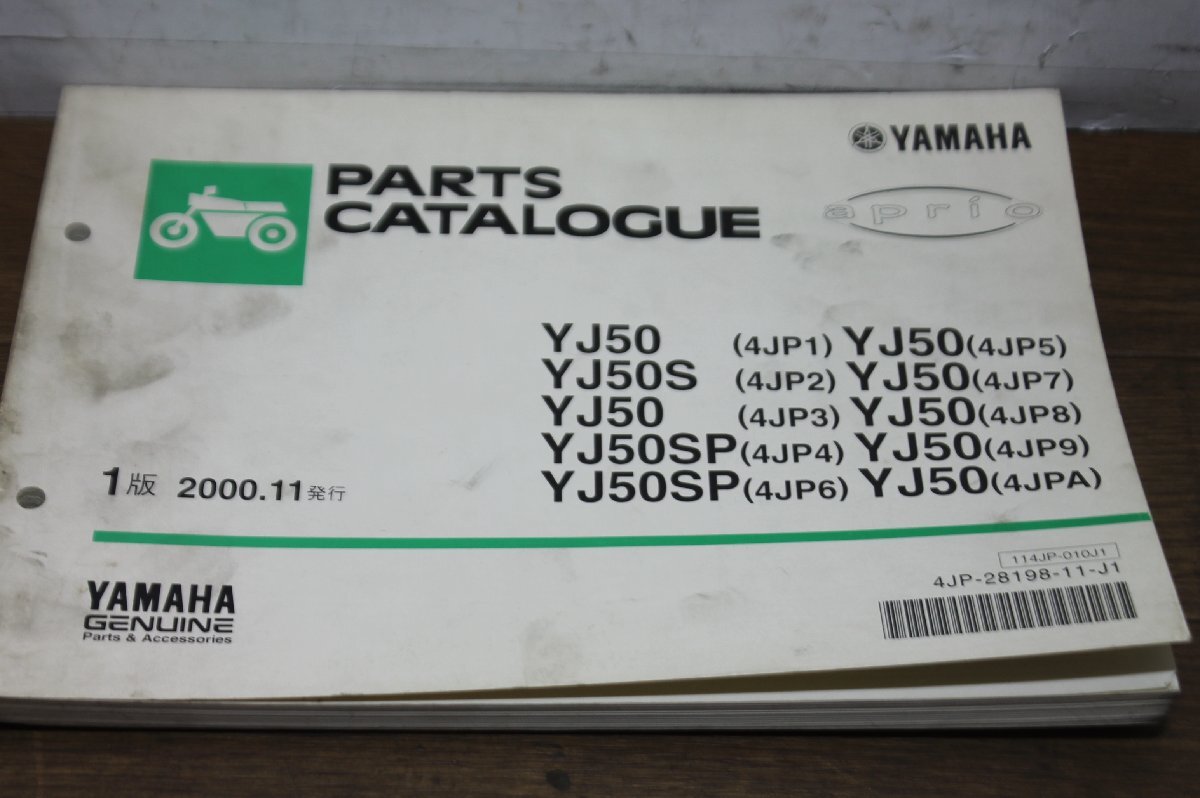 YAMAHA
PARTS
CATALOGUE
aprio
YJ50 (4JP1) YJ50 (4JP5)
YJ50S (4JP2) YJ50 (4JP7)
YJ50 (4JP3) YJ50 (4JP8)
YJ50SP (4JP4) YJ50 (4JP9)
YJ50SP (4JP6) YJ50 (4JPA)
1版 2000.11発行
114JP-010J1
4JP-28198-11-J1
YAMAHA
GENUINE
Parts & Accessories